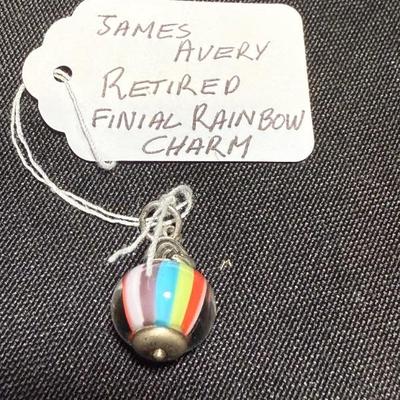 JAMES
AVERY
RETIRED
FINIAL RAINBOW
CHARM